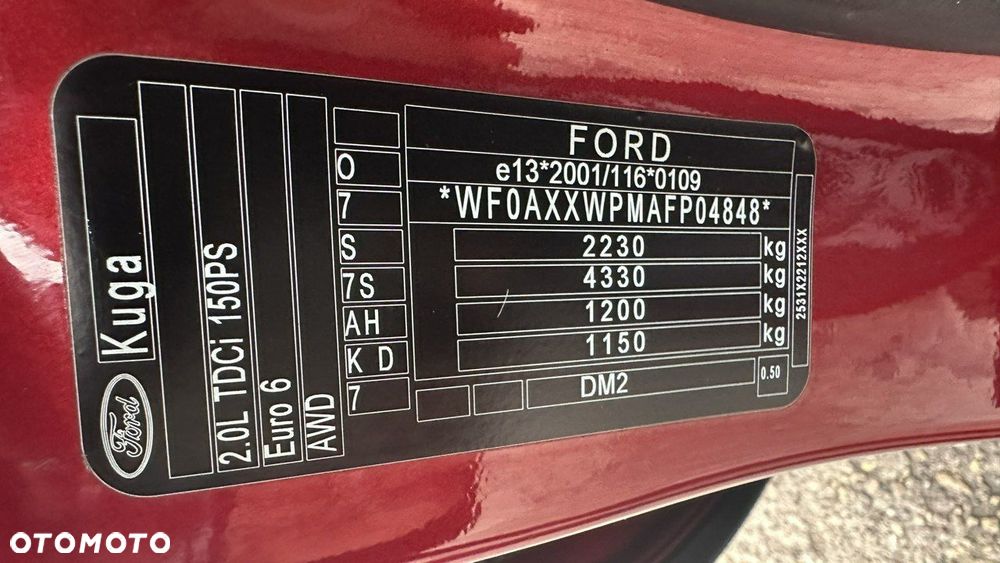 FORD
e13*2001/116*0109
*WF0AXXWPMAFP04848*
2230 kg
4330 kg
1200 kg
1150 kg
DM2
0.50
2531X2212XXX
O
7
S
7S
AH
K D
7
Ford
Kuga
2.0L TDCi 150PS
Euro 6
AWD
OTOMOTO